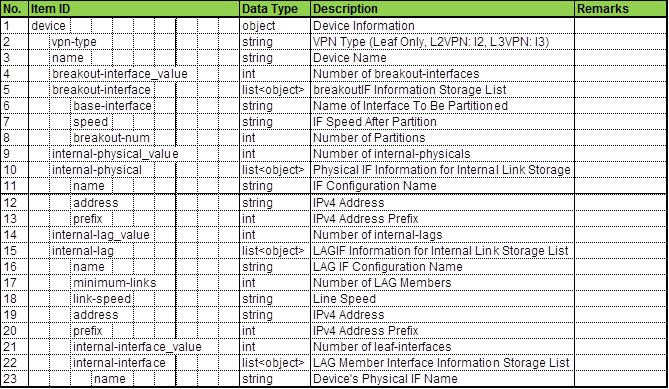 No. Item ID Data Type Description Remarks
1 device object Device Information
2 vpn-type string VPN Type (Leaf Only, L2VPN: l2, L3VPN: l3)
3 name string Device Name
4 breakout-interface_value int Number of breakout-interfaces
5 breakout-interface list<object> breakoutIF Information Storage List
6 base-interface string Name of Interface To Be Partitioned
7 speed string IF Speed After Partition
8 breakout-num int Number of Partitions
9 internal-physical_value int Number of internal-physicals
10 internal-physical list<object> Physical IF Information for Internal Link Storage
11 name string IF Configuration Name
12 address string IPv4 Address
13 prefix int IPv4 Address Prefix
14 internal-lag_value int Number of internal-lags
15 internal-lag list<object> LAGIF Information for Internal Link Storage List
16 name string LAG IF Configuration Name
17 minimum-links int Number of LAG Members
18 link-speed string Line Speed
19 address string IPv4 Address
20 prefix int IPv4 Address Prefix
21 internal-interface_value int Number of leaf-interfaces
22 internal-interface list<object> LAG Member Interface Information Storage List
23 name string Device's Physical IF Name